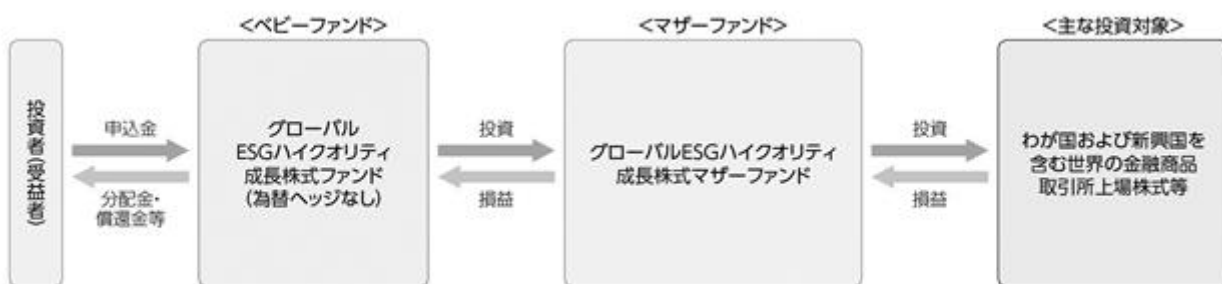 <ベビーファンド>
<マザーファンド>
<主な投資対象>
投資者(受益者)
申込金
分配金・
償還金等
グローバル
ESGハイクオリティ
成長株式ファンド
(為替ヘッジなし)
投資
損益
グローバルESGハイクオリティ
成長株式マザーファンド
投資
損益
わが国および新興国を
含む世界の金融商品
取引所上場株式等